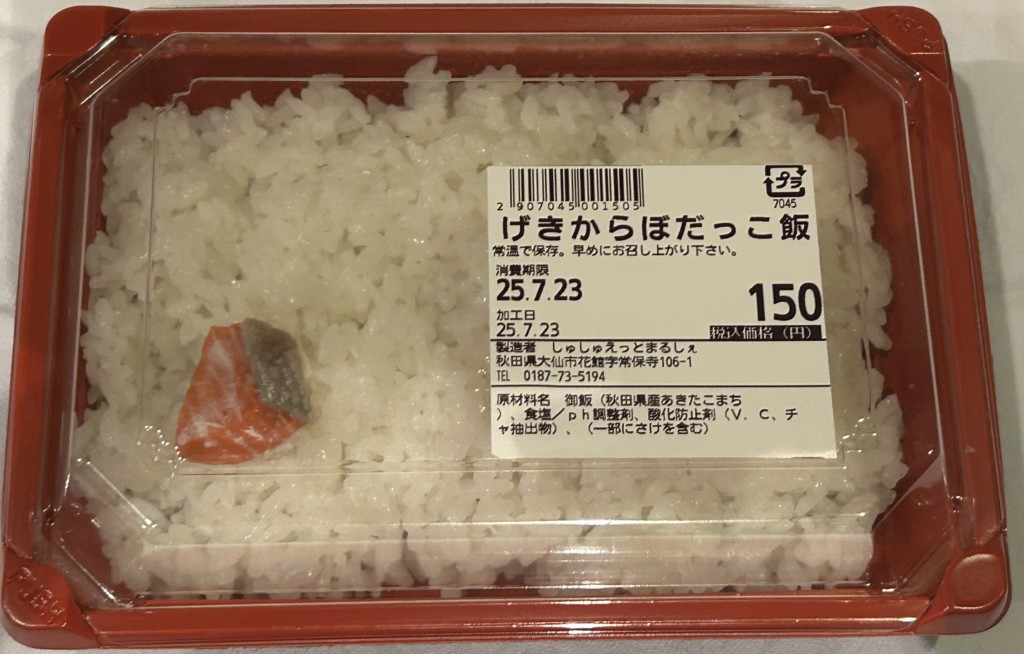 2 907045 001505
プラ
7045
げきからぼだっこ飯
常温で保存。早めにお召し上がり下さい。
消費期限
25.7.23
加工日
25.7.23
150
税込価格（円）
製造者　しゅしゅえっとまるしぇ
秋田県大仙市花館字常保寺106-1
TEL 0187-73-5194
原材料名　御飯（秋田県産あきたこまち
）、食塩／ｐｈ調整剤、酸化防止剤（Ｖ．Ｃ、チ
ャ抽出物）、（一部にさけを含む）